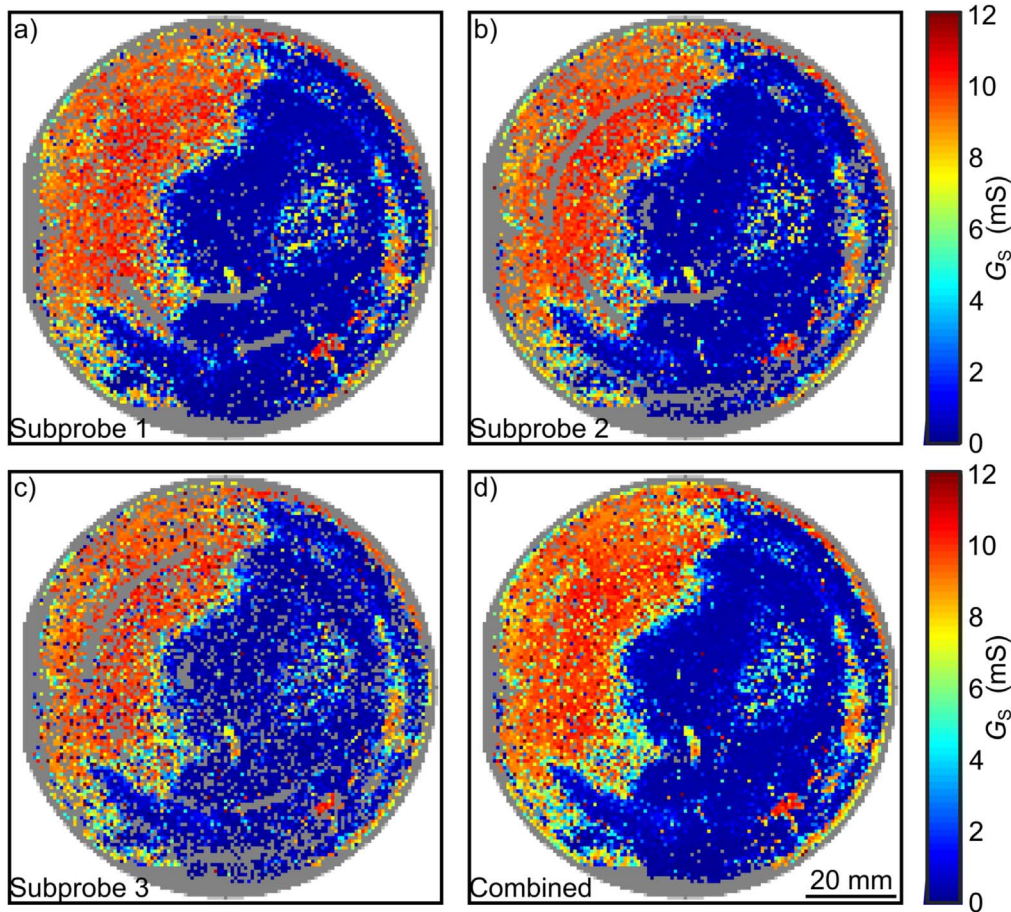 a)
b)
Subprobe 1
Subprobe 2
12
10
8
6
4
2
0
G_S (mS)
c)
d)
Subprobe 3
Combined
20 mm
12
10
8
6
4
2
0
G_S (mS)